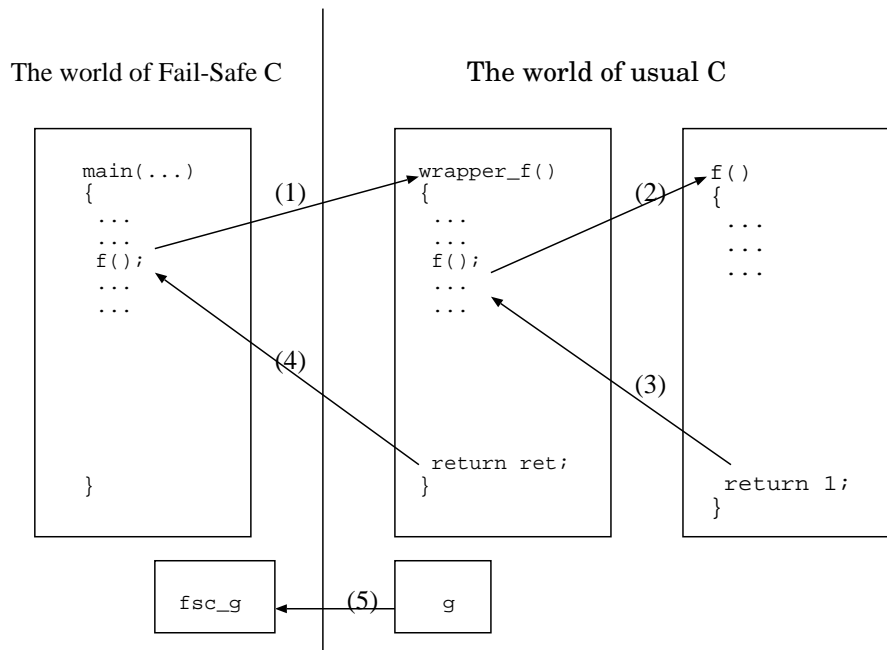 The world of Fail-Safe C
The world of usual C
main(...)
{
...
...
f();
...
...
}
(1)
wrapper_f()
{
...
...
f();
...
...
return ret;
}
(2)
f()
{
...
...
...
return 1;
}
(3)
(4)
fsc_g
(5)
g